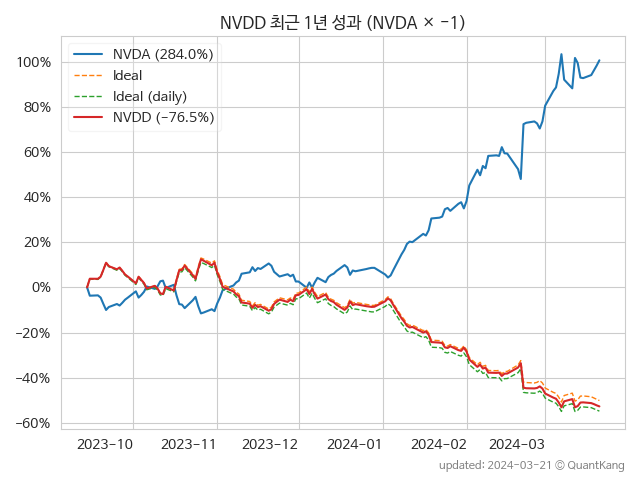 NVDD 최근 1년 성과 (NVDA × −1)
NVDA (284.0%)
Ideal
Ideal (daily)
NVDD (−76.5%)
100%
80%
60%
40%
20%
0%
−20%
−40%
−60%
2023-10
2023-11
2023-12
2024-01
2024-02
2024-03
updated: 2024-03-21 © QuantKang